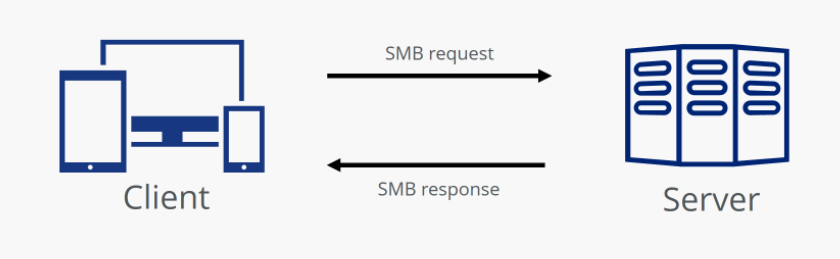 SMB request
SMB response
Client
Server